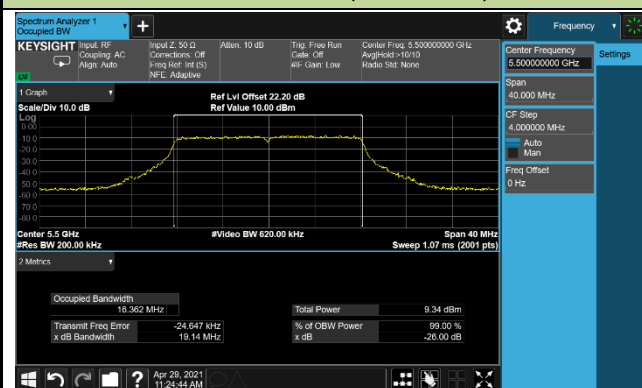 Spectrum Analyzer 1
Occupied BW
+
Frequency
KEYSIGHT
Input: RF
Coupling: AC
Align: Auto
Input Z: 50 Ω
Corrections: Off
Freq Ref: Int (S)
NFE: Adaptive
Atten: 10 dB
Trig: Free Run
Gate: Off
#IF Gain: Low
Center Freq: 5.500000000 GHz
Avg|Hold:>10/10
Radio Std: None
LXI
Center Frequency
5.500000000 GHz
Settings
Span
40.000 MHz
CF Step
4.000000 MHz
Auto
Man
Freq Offset
0 Hz
1 Graph
Scale/Div 10.0 dB
Ref Lvl Offset 22.20 dB
Ref Value 10.00 dBm
Log
0.00
-10.0
-20.0
-30.0
-40.0
-50.0
-60.0
-70.0
-80.0
Center 5.5 GHz
#Res BW 200.00 kHz
#Video BW 620.00 kHz
Span 40 MHz
Sweep 1.07 ms (2001 pts)
2 Metrics
Occupied Bandwidth
16.362 MHz
Total Power 9.34 dBm
Transmit Freq Error -24.647 kHz
% of OBW Power 99.00 %
x dB Bandwidth 19.14 MHz
x dB -26.00 dB
?
Apr 29, 2021
11:24:44 AM